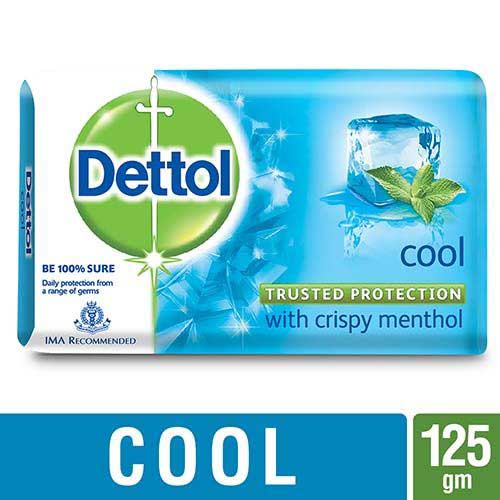 Dettol
cool
Dettol
BE 100% SURE
Daily protection from
a range of germs
IMA RECOMMENDED
cool
TRUSTED PROTECTION
with crispy menthol
COOL
125
gm